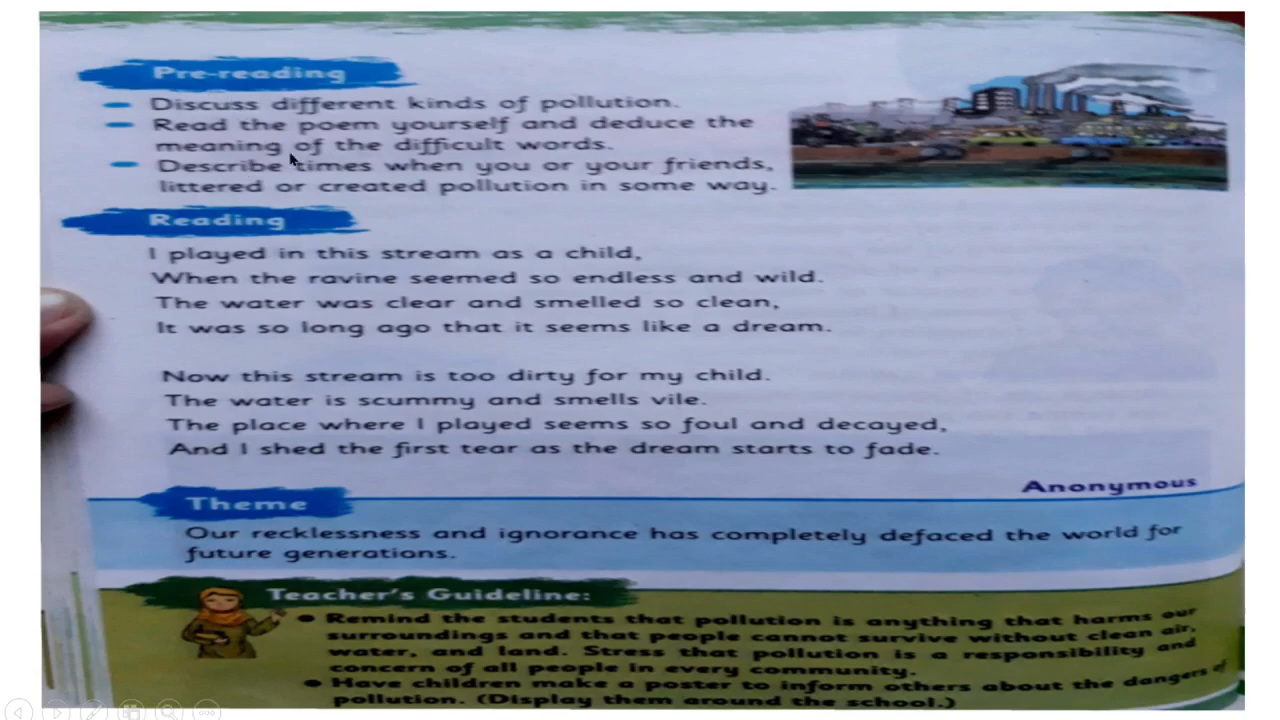 Pre-reading
Discuss different kinds of pollution.
Read the poem yourself and deduce the
meaning of the difficult words.
Describe times when you or your friends,
littered or created pollution in some way.
Reading
I played in this stream as a child,
When the ravine seemed so endless and wild.
The water was clear and smelled so clean,
It was so long ago that it seems like a dream.
Now this stream is too dirty for my child.
The water is scummy and smells vile.
The place where I played seems so foul and decayed,
And I shed the first tear as the dream starts to fade.
Anonymous
Theme
Our recklessness and ignorance has completely defaced the world for
future generations.
Teacher's Guideline:
Remind the students that pollution is anything that harms our
surroundings and that people cannot survive without clean air,
water, and land. Stress that pollution is a responsibility and
concern of all people in every community.
Have children make a poster to inform others about the dangers of
pollution. (Display them around the school.)